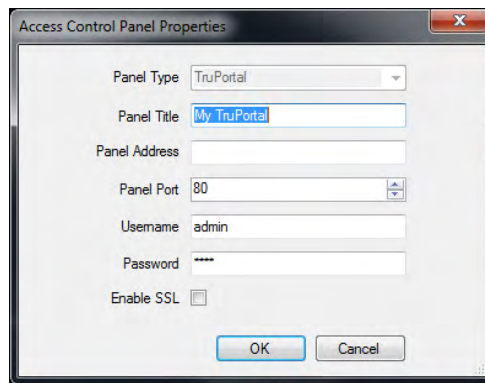 Access Control Panel Properties
Panel Type TruPortal
Panel Title My TruPortal
Panel Address
Panel Port 80
Username admin
Password ****
Enable SSL
OK Cancel